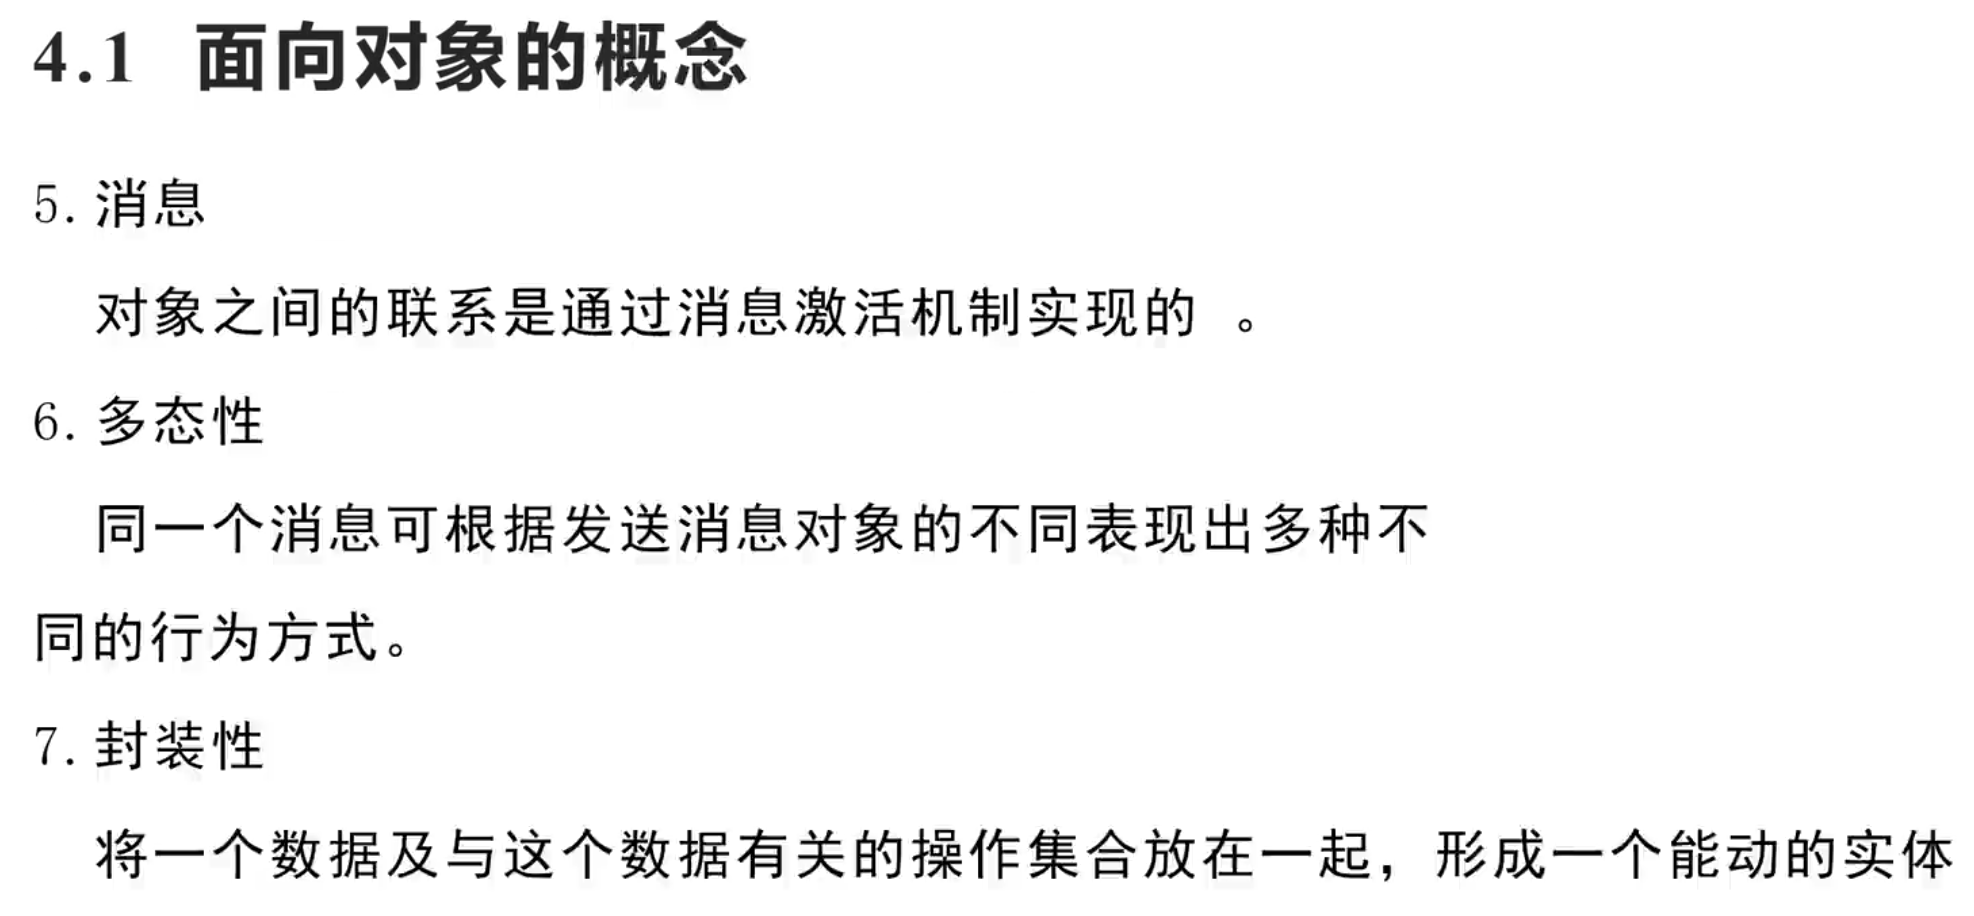 4.1 面向对象的概念
5. 消息
对象之间的联系是通过消息激活机制实现的 。
6. 多态性
同一个消息可根据发送消息对象的不同表现出多种不
同的行为方式。
7. 封装性
将一个数据及与这个数据有关的操作集合放在一起，形成一个能动的实体